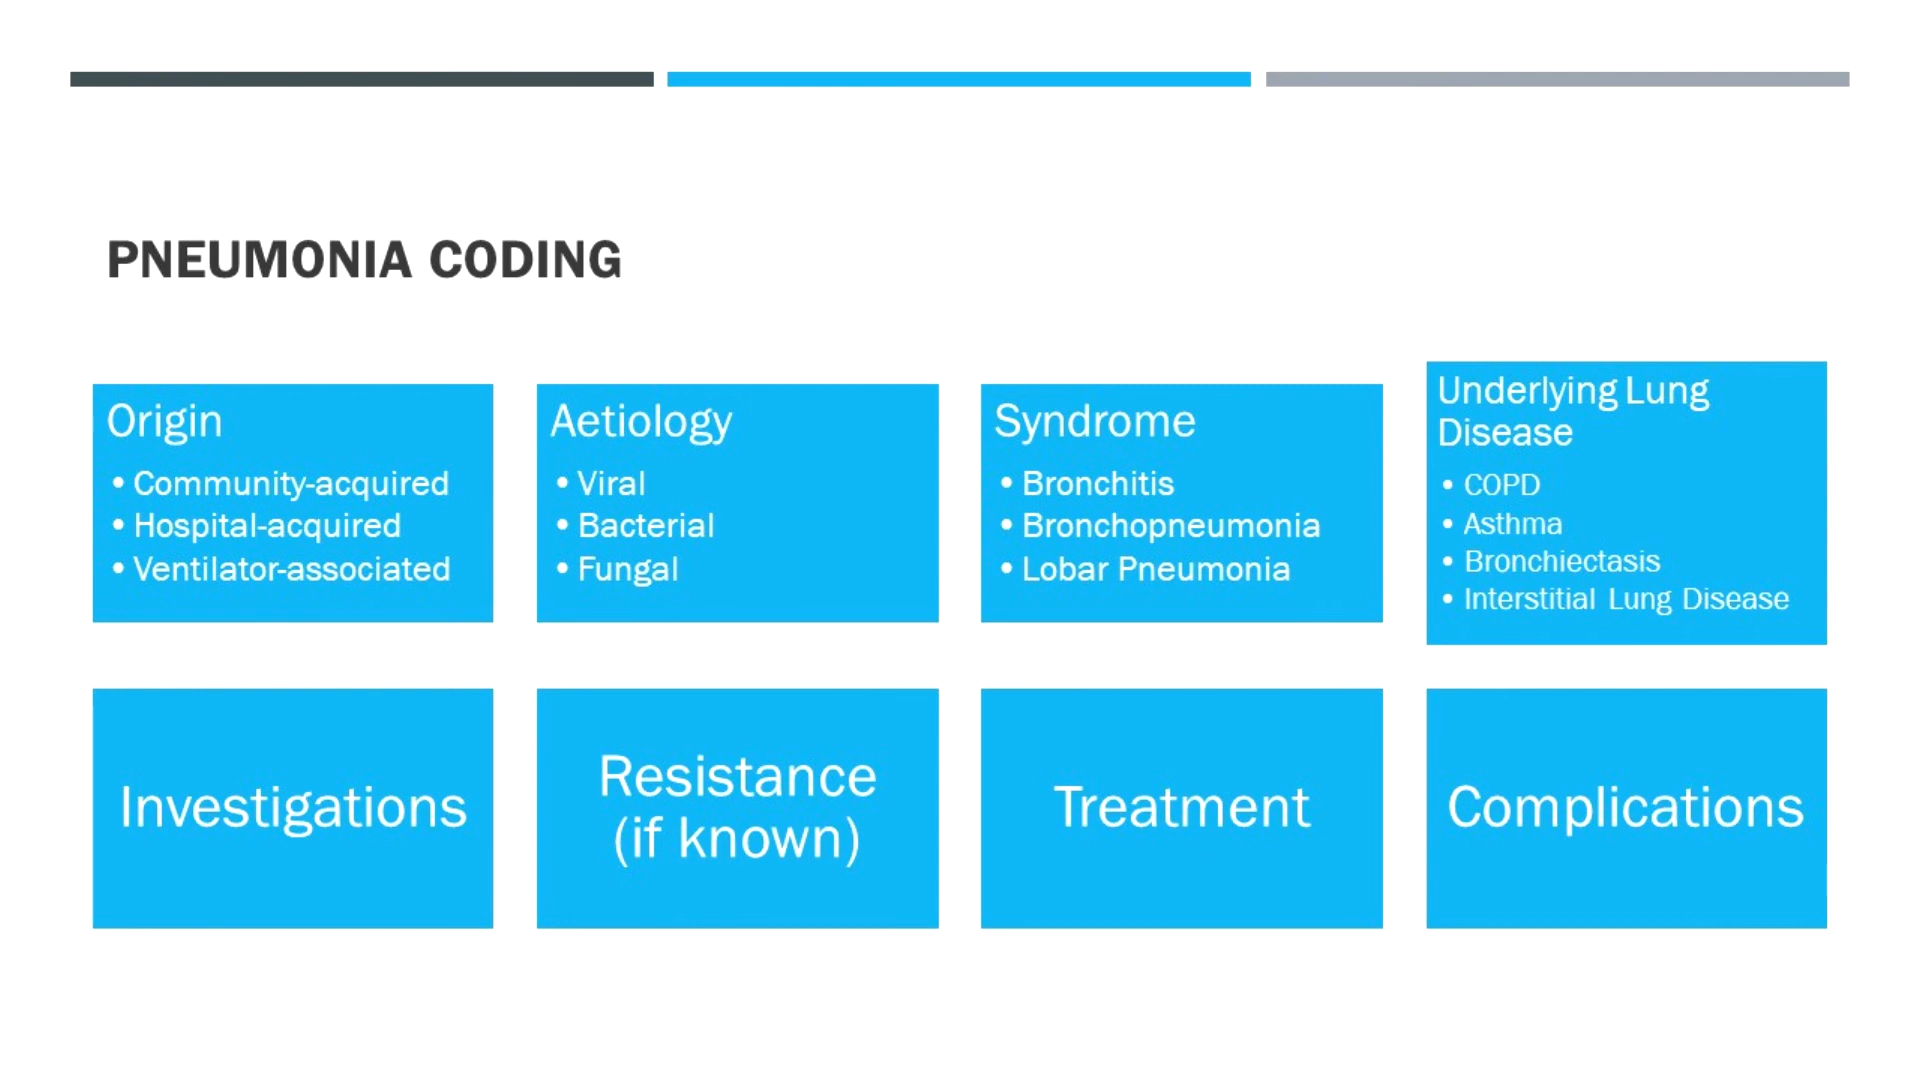 PNEUMONIA CODING
Origin
• Community-acquired
• Hospital-acquired
• Ventilator-associated
Aetiology
• Viral
• Bacterial
• Fungal
Syndrome
• Bronchitis
• Bronchopneumonia
• Lobar Pneumonia
Underlying Lung
Disease
• COPD
• Asthma
• Bronchiectasis
• Interstitial Lung Disease
Investigations
Resistance
(if known)
Treatment
Complications